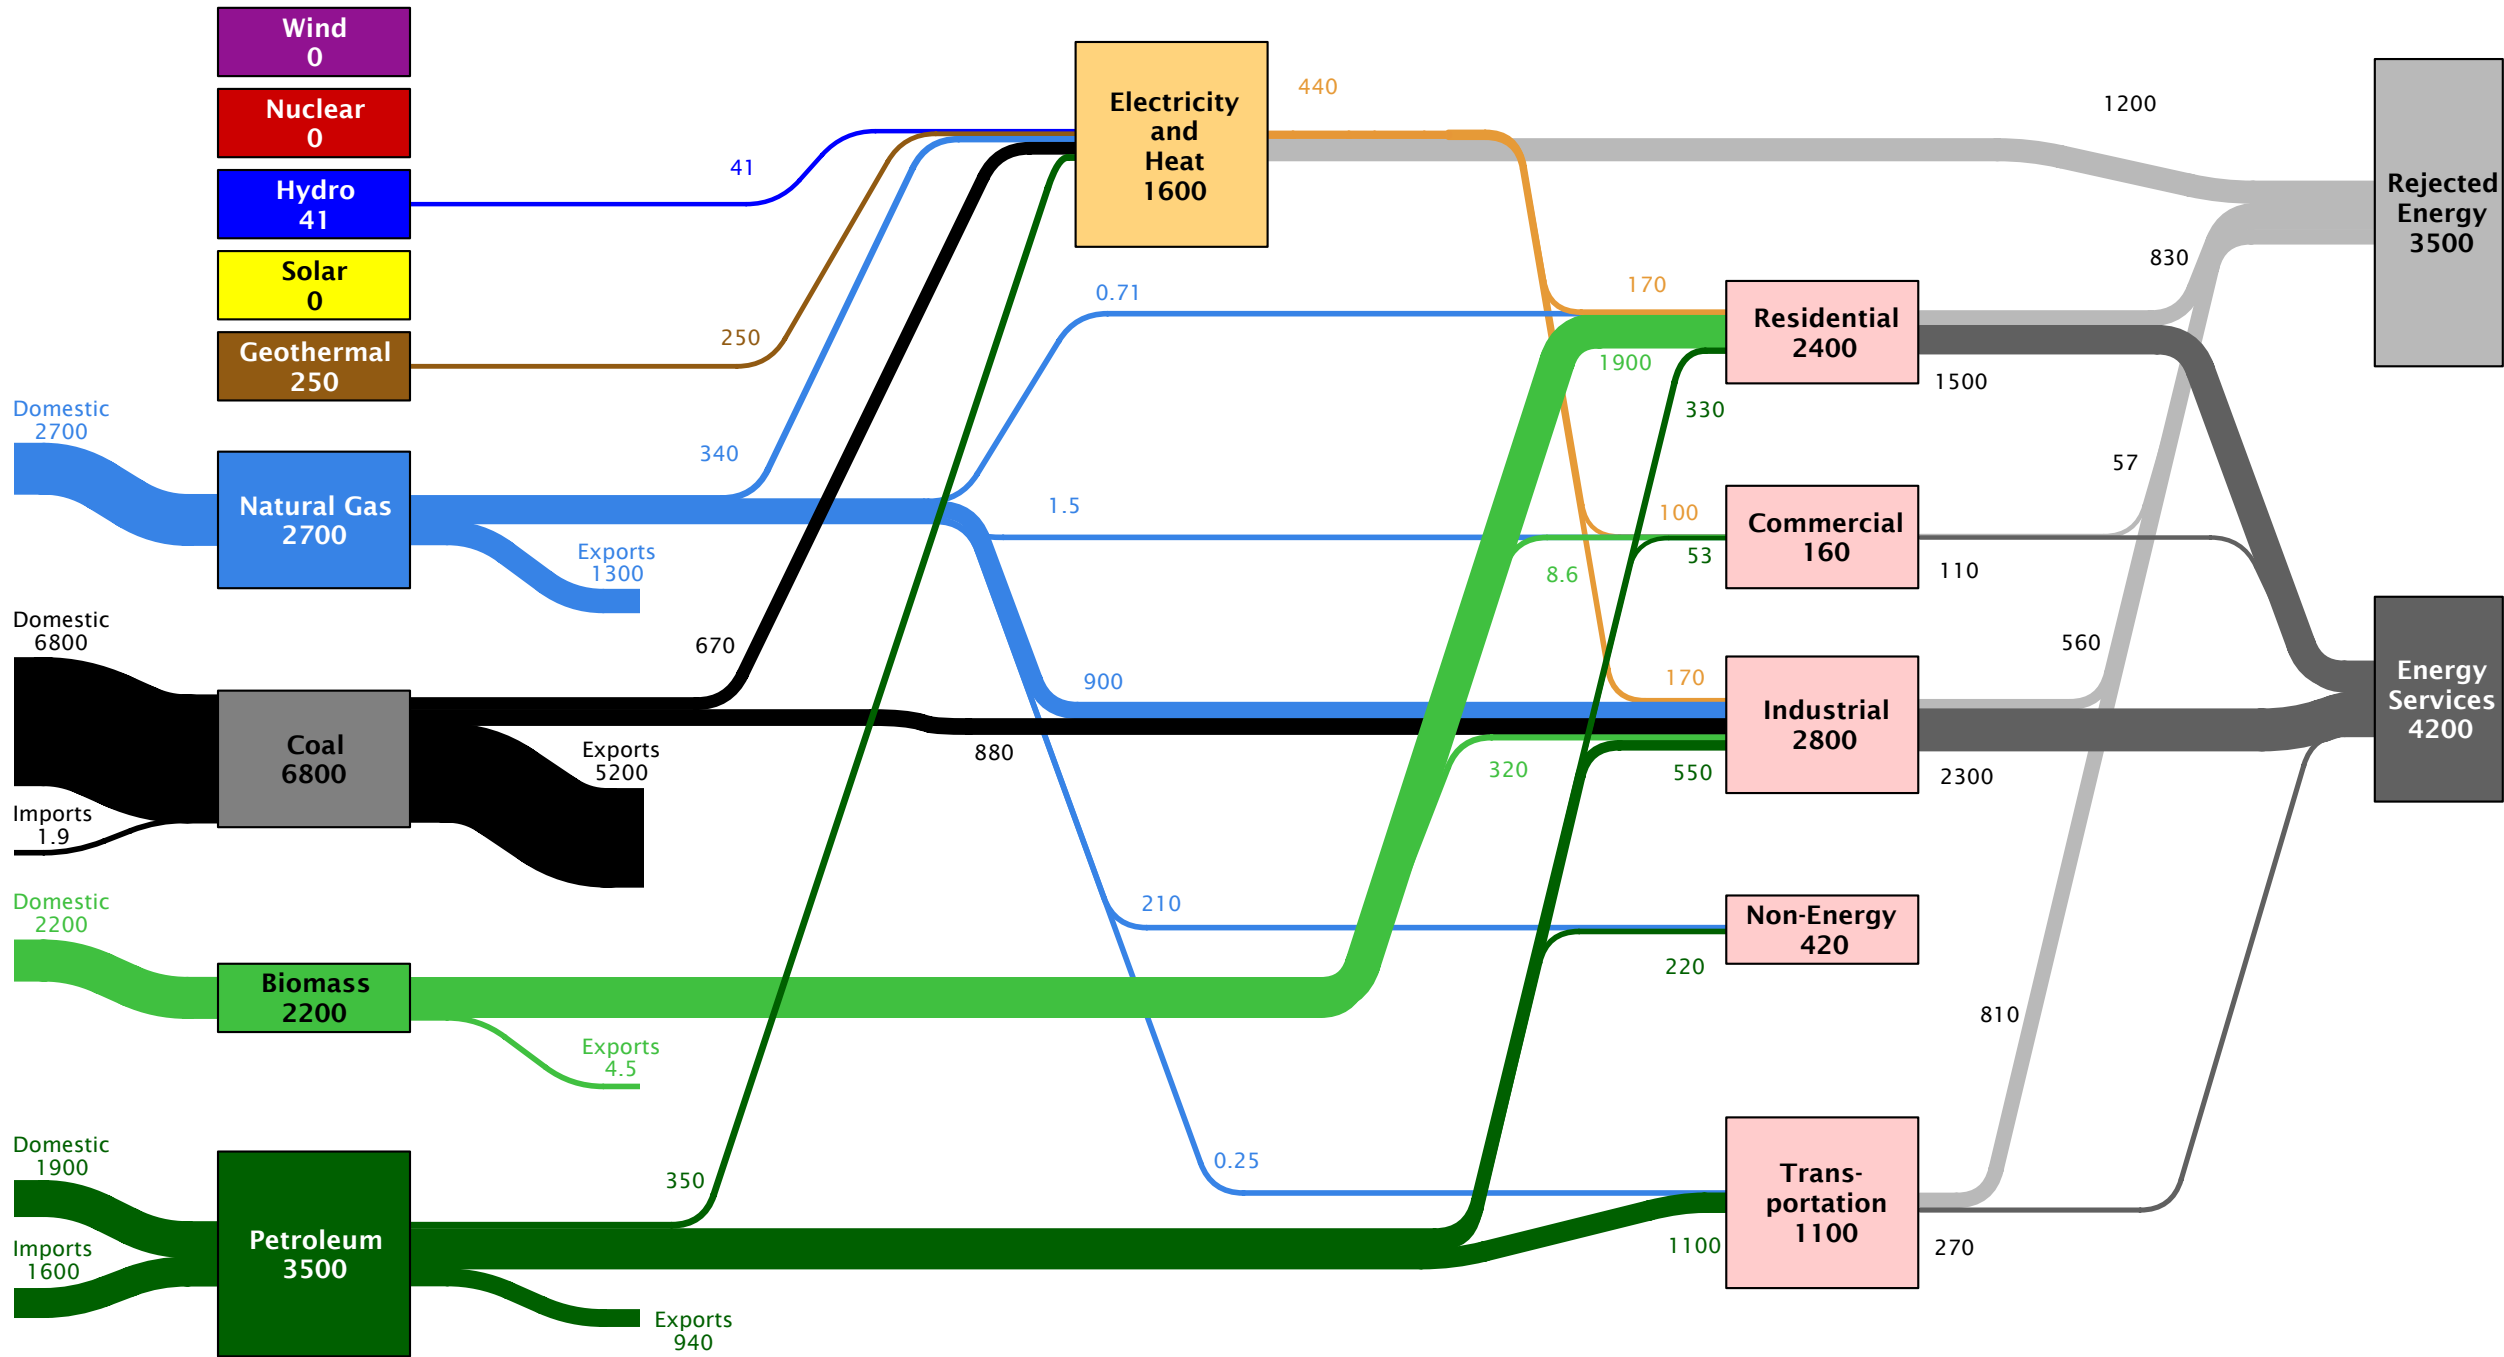 Wind
0
Nuclear
0
Hydro
41
Solar
0
Geothermal
250
Domestic
2700
Natural Gas
2700
Exports
1300
Domestic
6800
Imports
1.9
Coal
6800
Exports
5200
Domestic
2200
Biomass
2200
Exports
4.5
Domestic
1900
Imports
1600
Petroleum
3500
Exports
940
41
250
340
670
350
Electricity
and
Heat
1600
440
0.71
1.5
900
880
210
0.25
170
1900
330
100
8.6
53
170
320
550
220
1100
Residential
2400
Commercial
160
Industrial
2800
Non-Energy
420
Trans-
portation
1100
1200
830
1500
57
110
560
2300
810
270
Rejected
Energy
3500
Energy
Services
4200